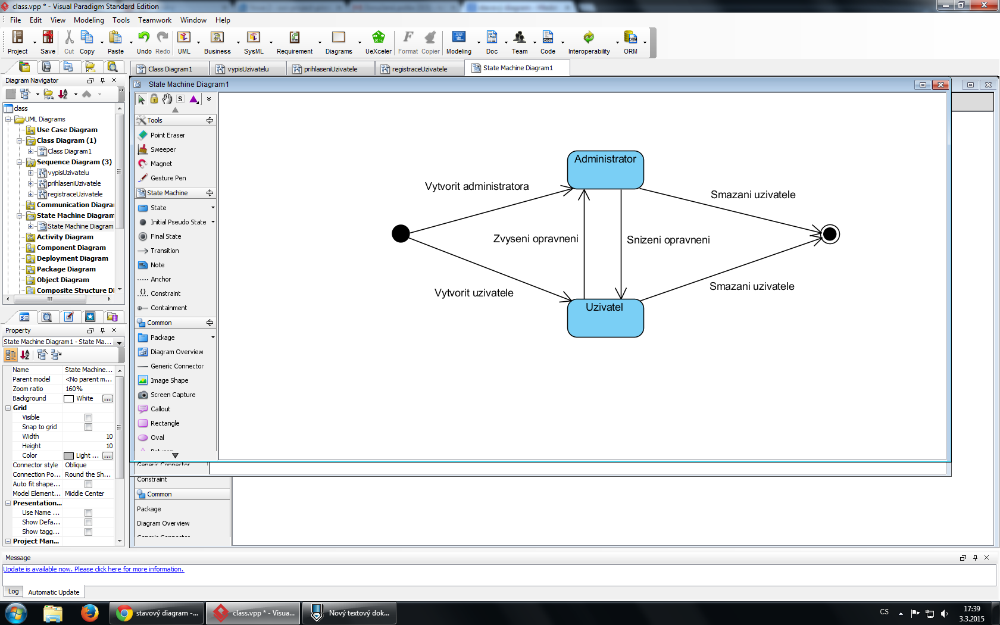 class.vpp * - Visual Paradigm Standard Edition
File Edit View Modeling Tools Teamwork Window Help
Project Save Cut Copy Paste Undo Redo UML Business SysML Requirement Diagrams UeXceler Format Copier Modeling Doc Team Code Interoperability ORM
Class Diagram1 vypisUzivatelu prihlaseniUzivatele registraceUzivatele State Machine Diagram1
Diagram Navigator
class
UML Diagrams
Use Case Diagram
Class Diagram (1)
Class Diagram1
Sequence Diagram (3)
vypisUzivatelu
prihlaseniUzivatele
registraceUzivatele
Communication Diagrar
State Machine Diagram
State Machine Diagram
Activity Diagram
Component Diagram
Deployment Diagram
Package Diagram
Object Diagram
Composite Structure Di
Property
State Machine Diagram1 - State Ma...
Name State Machine...
Parent model <No parent m...
Zoom ratio 160%
Background White ...
Grid
Visible
Snap to grid
Width 10
Height 10
Color Light ... ...
Connector style Oblique
Connection Po... Round the Sh...
Auto fit shape...
Model Element... Middle Center
Presentation...
Use Name ...
Show Defa...
Show tagg...
Project Man...
State Machine Diagram1
S
Tools
Point Eraser
Sweeper
Magnet
Gesture Pen
State Machine
State
Initial Pseudo State
Final State
Transition
Note
Anchor
Constraint
Containment
Common
Package
Diagram Overview
Generic Connector
Image Shape
Screen Capture
Callout
Rectangle
Oval
Polygon
Generic Connector
Constraint
Common
Package
Diagram Overview
Generic Connector
Administrator
Vytvorit administratora
Smazani uzivatele
Zvyseni opravneni
Snizeni opravneni
Vytvorit uzivatele
Smazani uzivatele
Uzivatel
Message
Update is available now. Please click here for more information.
Log Automatic Update
stavový diagram -... class.vpp * - Visua... Nový textový dok...
CS
17:39
3.3.2015